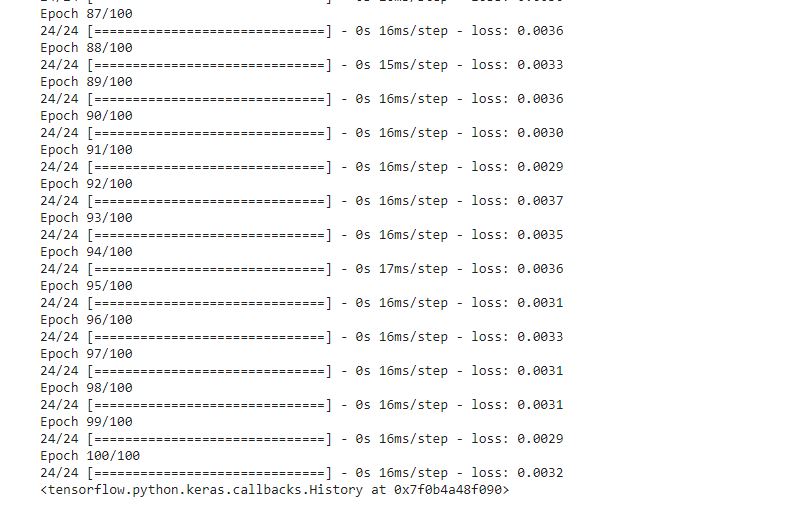 Epoch 87/100
24/24 [==============================] - 0s 16ms/step - loss: 0.0036
Epoch 88/100
24/24 [==============================] - 0s 15ms/step - loss: 0.0033
Epoch 89/100
24/24 [==============================] - 0s 16ms/step - loss: 0.0036
Epoch 90/100
24/24 [==============================] - 0s 16ms/step - loss: 0.0030
Epoch 91/100
24/24 [==============================] - 0s 16ms/step - loss: 0.0029
Epoch 92/100
24/24 [==============================] - 0s 16ms/step - loss: 0.0037
Epoch 93/100
24/24 [==============================] - 0s 16ms/step - loss: 0.0035
Epoch 94/100
24/24 [==============================] - 0s 17ms/step - loss: 0.0036
Epoch 95/100
24/24 [==============================] - 0s 16ms/step - loss: 0.0031
Epoch 96/100
24/24 [==============================] - 0s 16ms/step - loss: 0.0033
Epoch 97/100
24/24 [==============================] - 0s 16ms/step - loss: 0.0031
Epoch 98/100
24/24 [==============================] - 0s 16ms/step - loss: 0.0031
Epoch 99/100
24/24 [==============================] - 0s 16ms/step - loss: 0.0029
Epoch 100/100
24/24 [==============================] - 0s 16ms/step - loss: 0.0032
<tensorflow.python.keras.callbacks.History at 0x7f0b4a48f090>